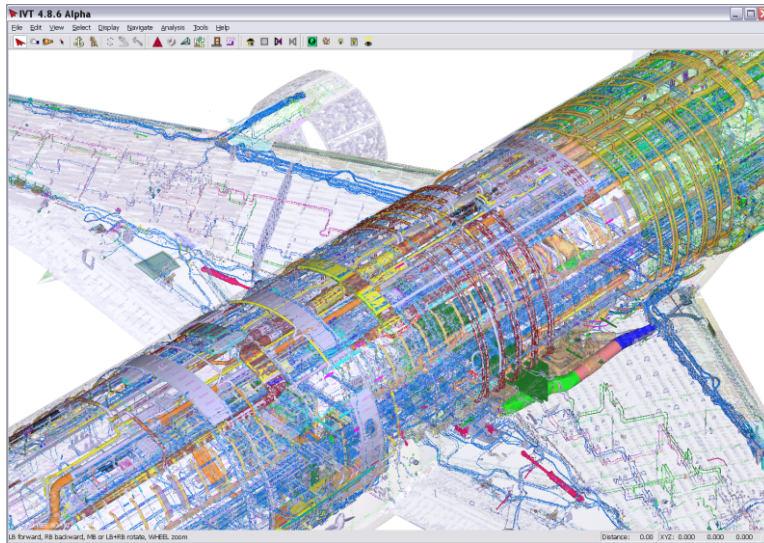 IVT 4.8.6 Alpha
File Edit View Select Display Navigate Analysis Tools Help
LB forward, RB backward, MB or LB+RB rotate, WHEEL zoom
Distance: 0.00 XYZ: 0.000 0.000 0.000